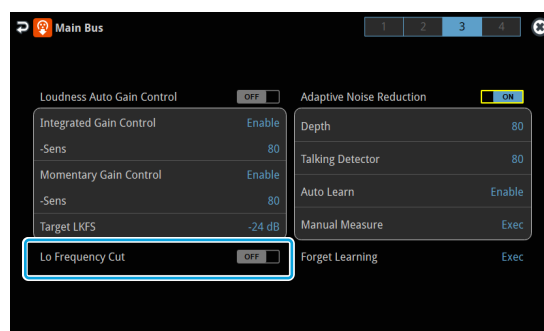 Main Bus
1 2 3 4
Loudness Auto Gain Control OFF
Integrated Gain Control Enable
-Sens 80
Momentary Gain Control Enable
-Sens 80
Target LKFS -24 dB
Lo Frequency Cut OFF
Adaptive Noise Reduction ON
Depth 80
Talking Detector 80
Auto Learn Enable
Manual Measure Exec
Forget Learning Exec